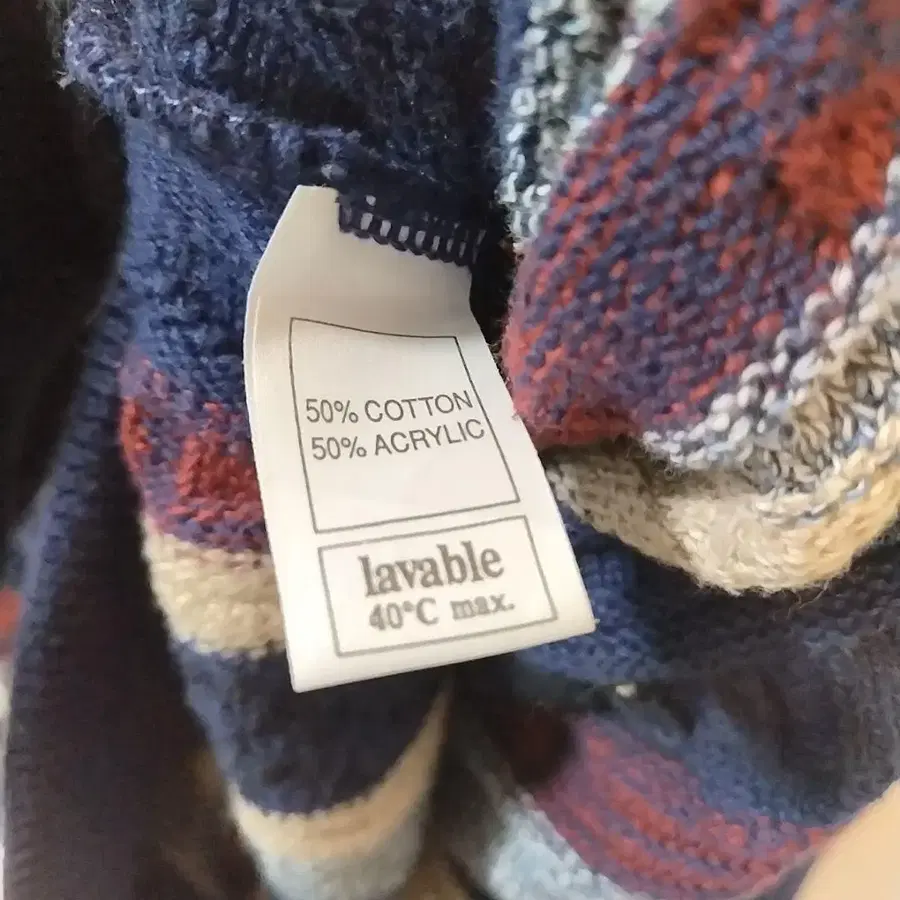 50% COTTON
50% ACRYLIC
lavable
40°C max.